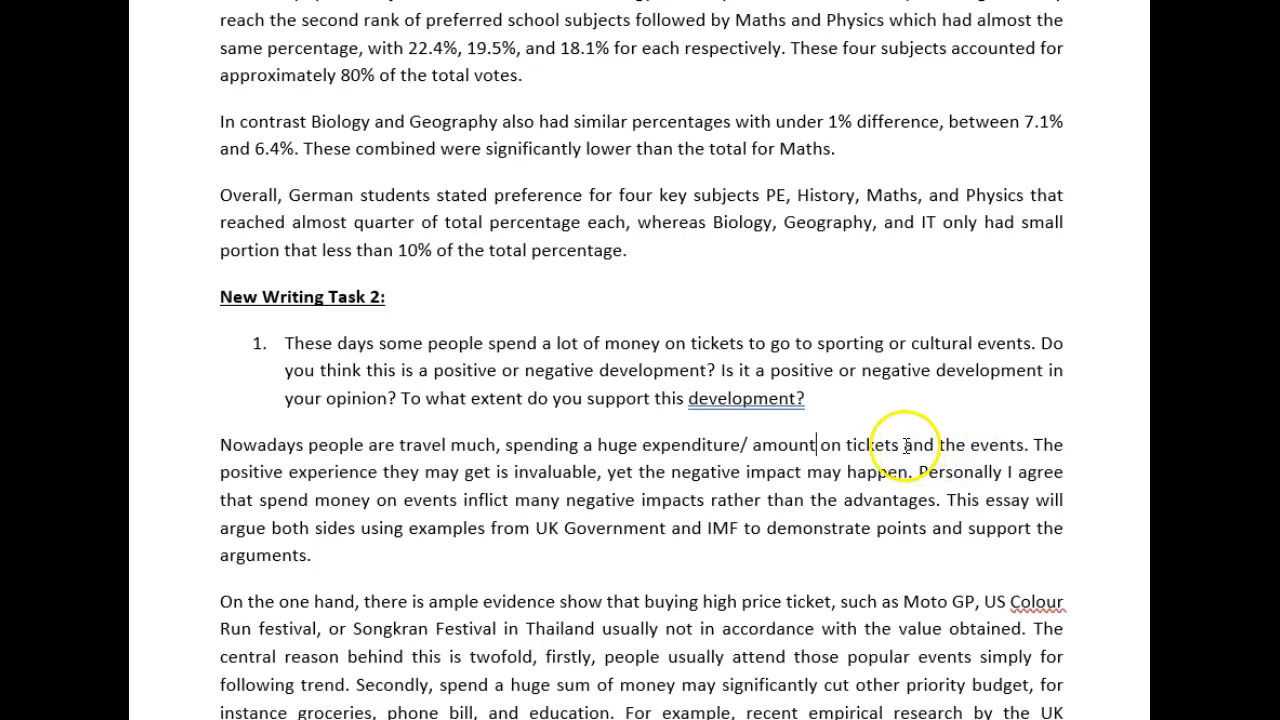 reach the second rank of preferred school subjects followed by Maths and Physics which had almost the
same percentage, with 22.4%, 19.5%, and 18.1% for each respectively. These four subjects accounted for
approximately 80% of the total votes.
In contrast Biology and Geography also had similar percentages with under 1% difference, between 7.1%
and 6.4%. These combined were significantly lower than the total for Maths.
Overall, German students stated preference for four key subjects PE, History, Maths, and Physics that
reached almost quarter of total percentage each, whereas Biology, Geography, and IT only had small
portion that less than 10% of the total percentage.
New Writing Task 2:
1. These days some people spend a lot of money on tickets to go to sporting or cultural events. Do
you think this is a positive or negative development? Is it a positive or negative development in
your opinion? To what extent do you support this development?
Nowadays people are travel much, spending a huge expenditure/ amount on tickets and the events. The
positive experience they may get is invaluable, yet the negative impact may happen. Personally I agree
that spend money on events inflict many negative impacts rather than the advantages. This essay will
argue both sides using examples from UK Government and IMF to demonstrate points and support the
arguments.
On the one hand, there is ample evidence show that buying high price ticket, such as Moto GP, US Colour
Run festival, or Songkran Festival in Thailand usually not in accordance with the value obtained. The
central reason behind this is twofold, firstly, people usually attend those popular events simply for
following trend. Secondly, spend a huge sum of money may significantly cut other priority budget, for
instance groceries, phone bill, and education. For example, recent empirical research by the UK